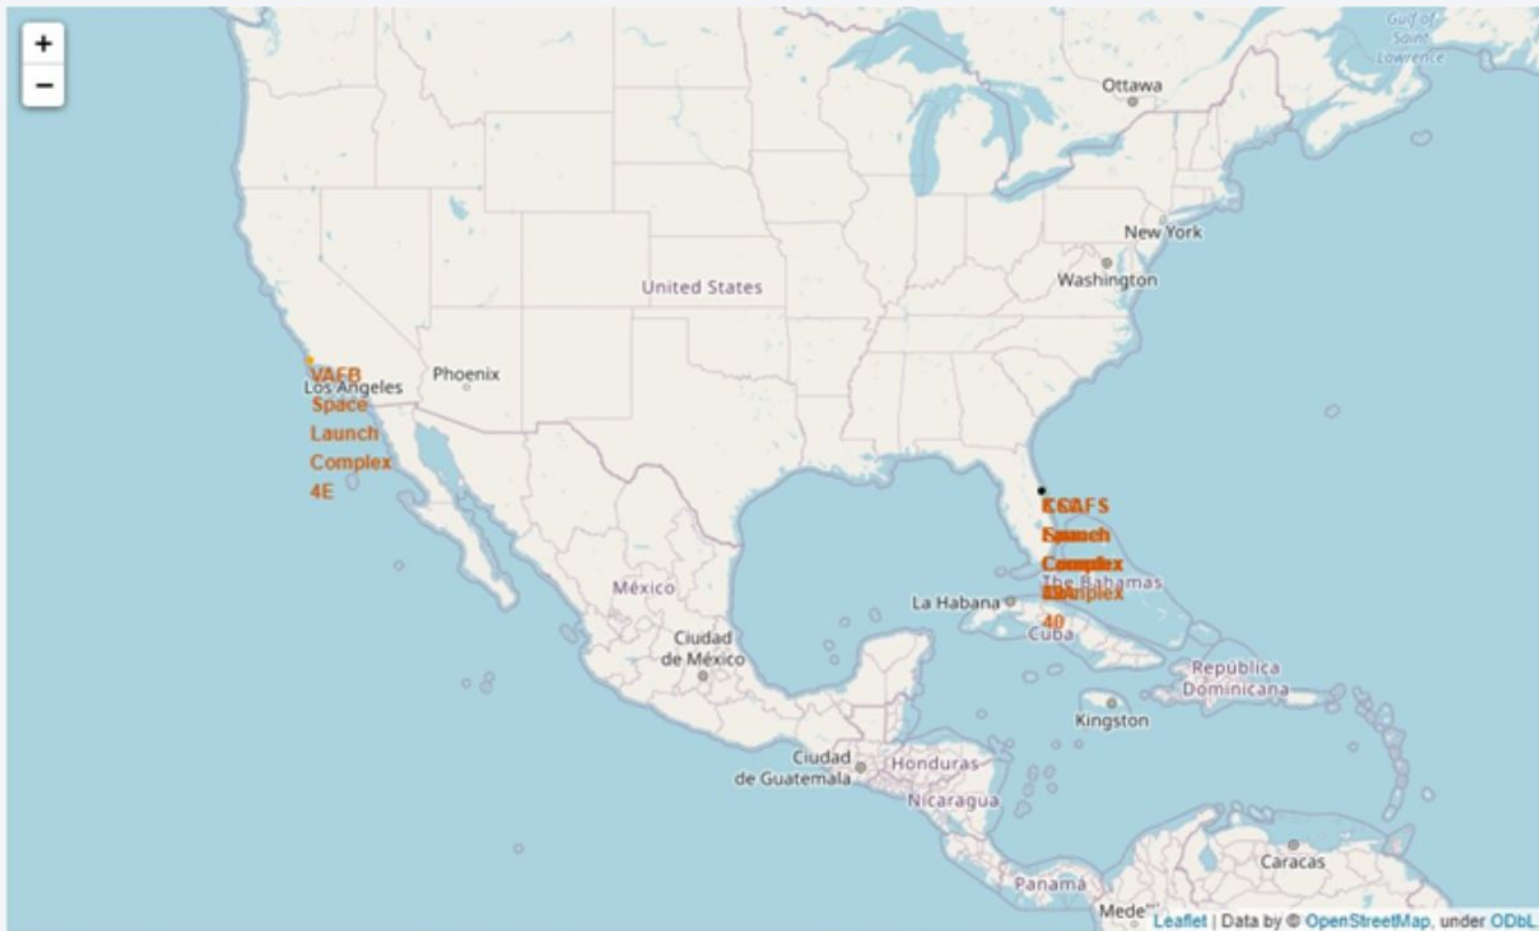 +
−
Gulf of
Saint
Lawrence
Ottawa
New York
Washington
United States
VAFB
Los Angeles
Space
Launch
Complex
4E
Phoenix
The Bahamas
40
La Habana
Cuba
México
Ciudad
de México
República
Dominicana
Kingston
Ciudad
de Guatemala
Honduras
Nicaragua
Caracas
Panamá
Leaflet | Data by © OpenStreetMap, under ODbL.